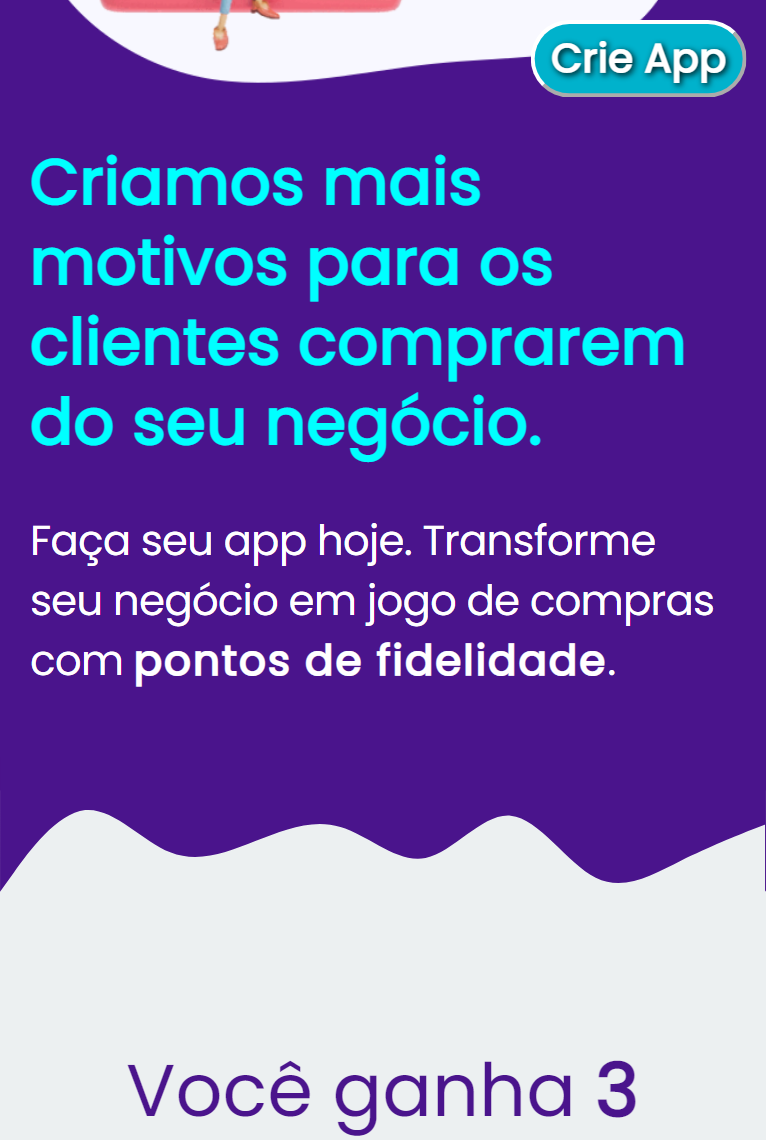 Crie App
Criamos mais
motivos para os
clientes comprarem
do seu negócio.
Faça seu app hoje. Transforme
seu negócio em jogo de compras
com pontos de fidelidade.
Você ganha 3